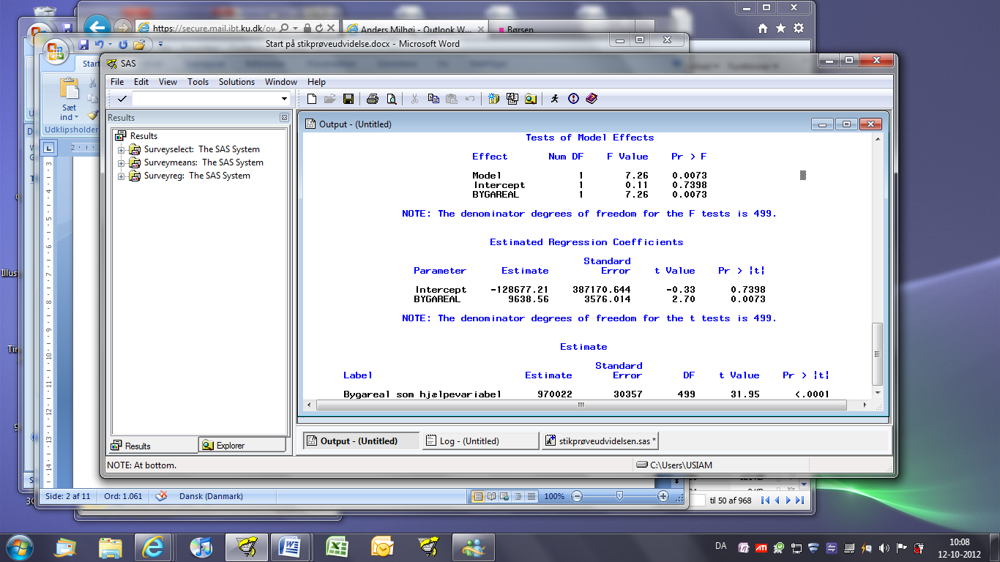 https://secure.mail.ibt.ku.dk/ow
Anders Milhøj - Outlook W...
Børsen
Start på stikprøveudvidelse.docx - Microsoft Word
Start
Sæt
ind
Udklipsholder
SAS
File Edit View Tools Solutions Window Help
Results
Results
Surveyselect: The SAS System
Surveymeans: The SAS System
Surveyreg: The SAS System
Output - (Untitled)
Tests of Model Effects
Effect Num DF F Value Pr > F
Model 1 7.26 0.0073
Intercept 1 0.11 0.7398
BYGAREAL 1 7.26 0.0073
NOTE: The denominator degrees of freedom for the F tests is 499.
Estimated Regression Coefficients
Standard
Parameter Estimate Error t Value Pr > |t|
Intercept -128677.21 387170.644 -0.33 0.7398
BYGAREAL 9638.56 3576.014 2.70 0.0073
NOTE: The denominator degrees of freedom for the t tests is 499.
Estimate
Standard
Label Estimate Error DF t Value Pr > |t|
Bygareal som hjælpevariabel 970022 30357 499 31.95 <.0001
Results Explorer
Output - (Untitled) Log - (Untitled) stikprøveudvidelsen.sas *
NOTE: At bottom. C:\Users\USIAM
Side: 2 af 11 Ord: 1.061 Dansk (Danmark) 100%
til 50 af 968
DA
10:08
12-10-2012